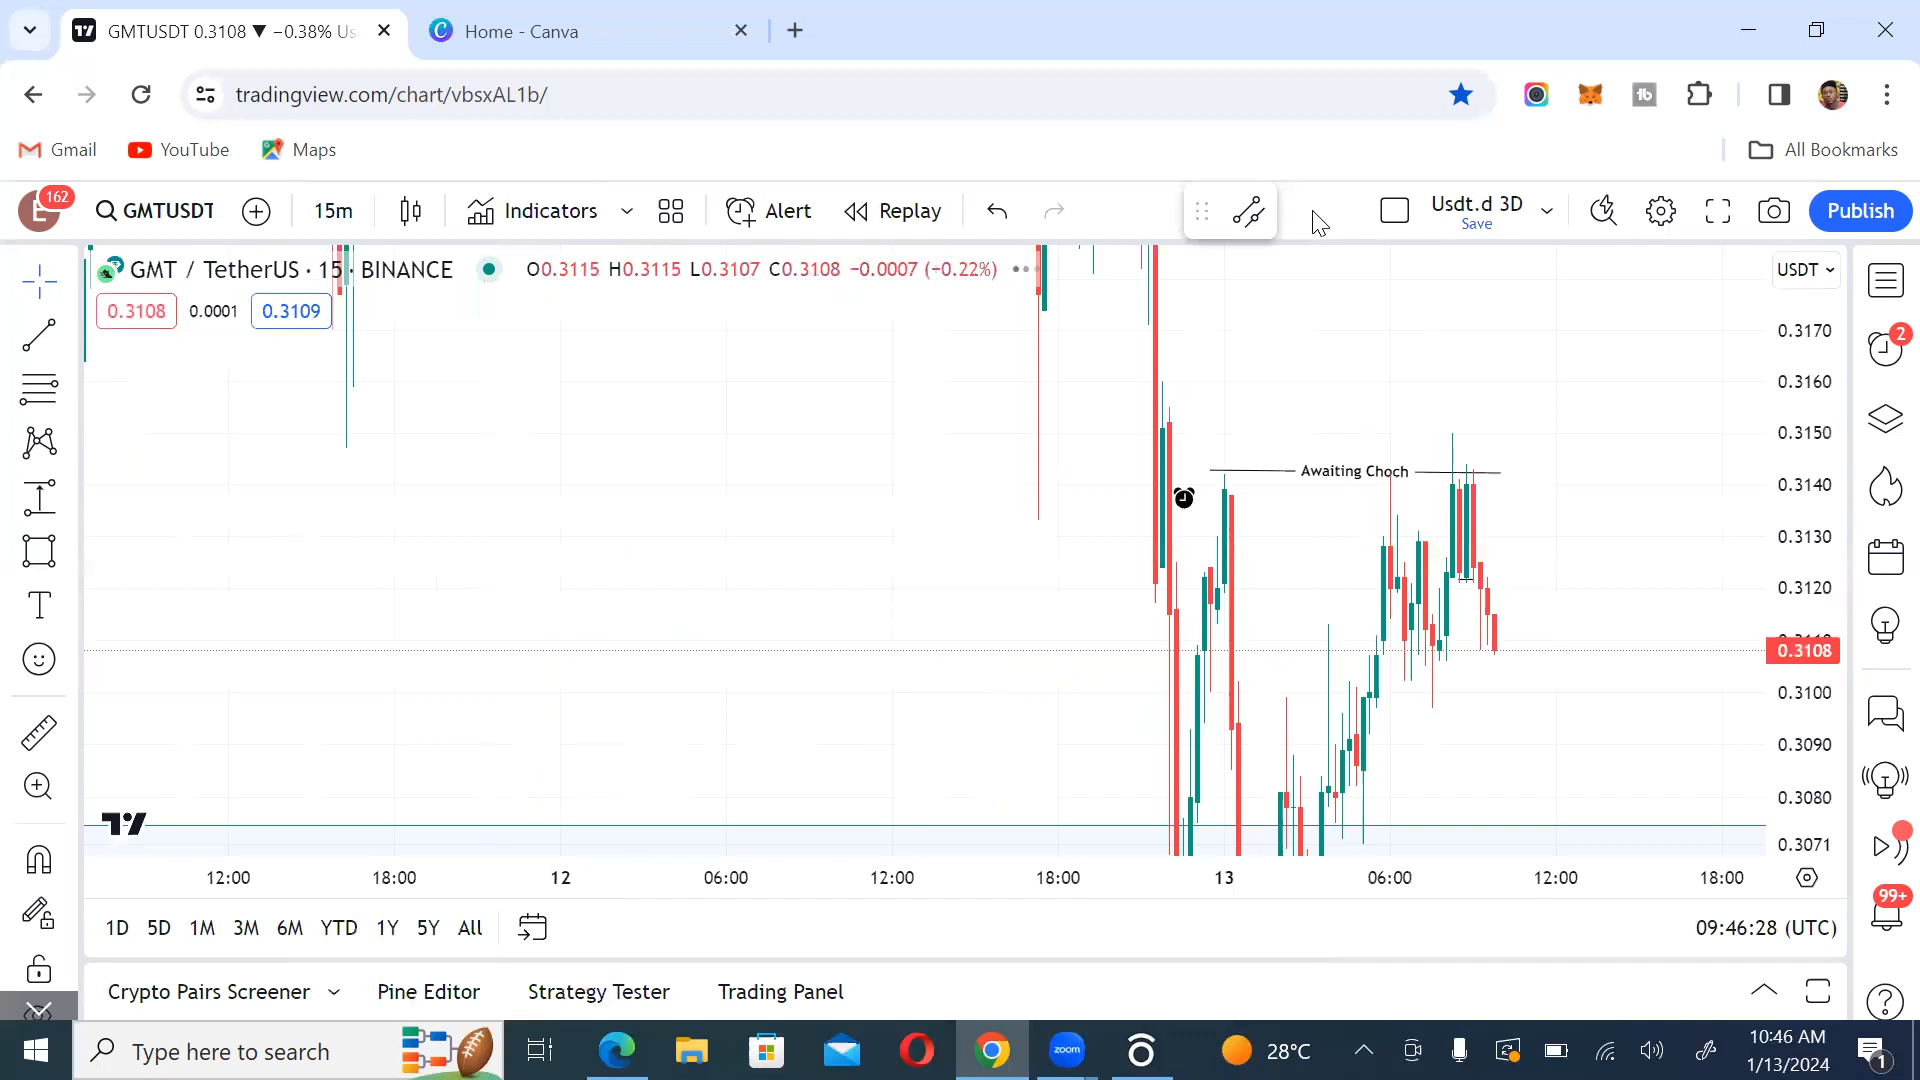 GMTUSDT 0.3108 ▼ −0.38% Us
Home - Canva
tradingview.com/chart/vbsxAL1b/
Gmail
YouTube
Maps
All Bookmarks
E
162
GMTUSDT
15m
Indicators
Alert
Replay
Usdt.d 3D
Save
Publish
GMT / TetherUS · 15 · BINANCE
O0.3115 H0.3115 L0.3107 C0.3108 −0.0007 (−0.22%)
USDT
0.3108
0.0001
0.3109
2
0.3170
0.3160
0.3150
Awaiting Choch
0.3140
0.3130
0.3120
0.3108
0.3100
0.3090
0.3080
0.3071
12:00
18:00
12
06:00
12:00
18:00
13
06:00
12:00
18:00
99+
1D
5D
1M
3M
6M
YTD
1Y
5Y
All
09:46:28 (UTC)
Crypto Pairs Screener
Pine Editor
Strategy Tester
Trading Panel
Type here to search
zoom
28°C
10:46 AM
1/13/2024
1